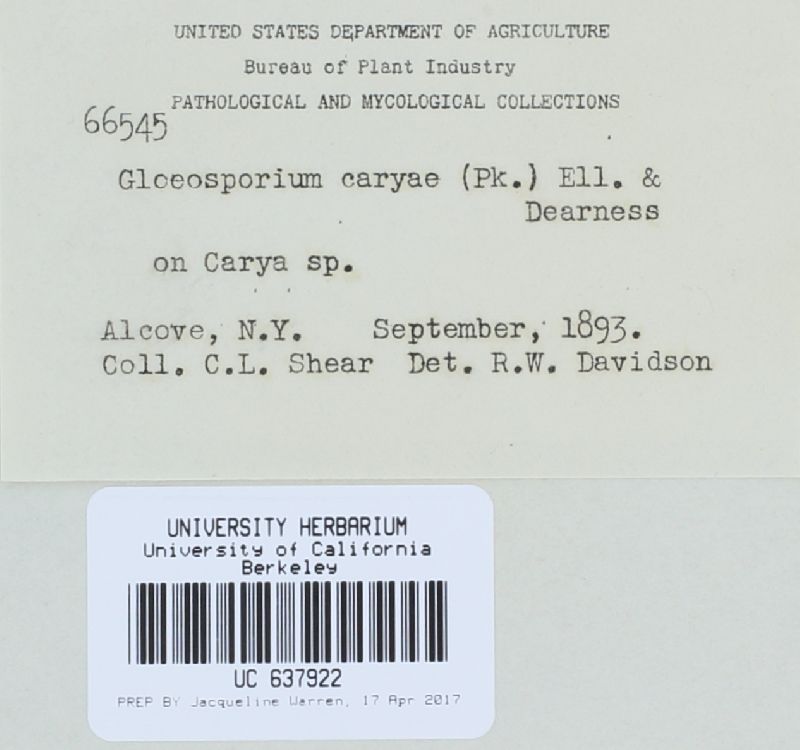 UNITED STATES DEPARTMENT OF AGRICULTURE
Bureau of Plant Industry
PATHOLOGICAL AND MYCOLOGICAL COLLECTIONS
66545
Gloeosporium caryae (Pk.) Ell. &
Dearness
on Carya sp.
Alcove, N.Y. September, 1893.
Coll. C.L. Shear Det. R.W. Davidson
UNIVERSITY HERBARIUM
University of California
Berkeley
UC 637922
PREP BY Jacqueline Warren, 17 Apr 2017